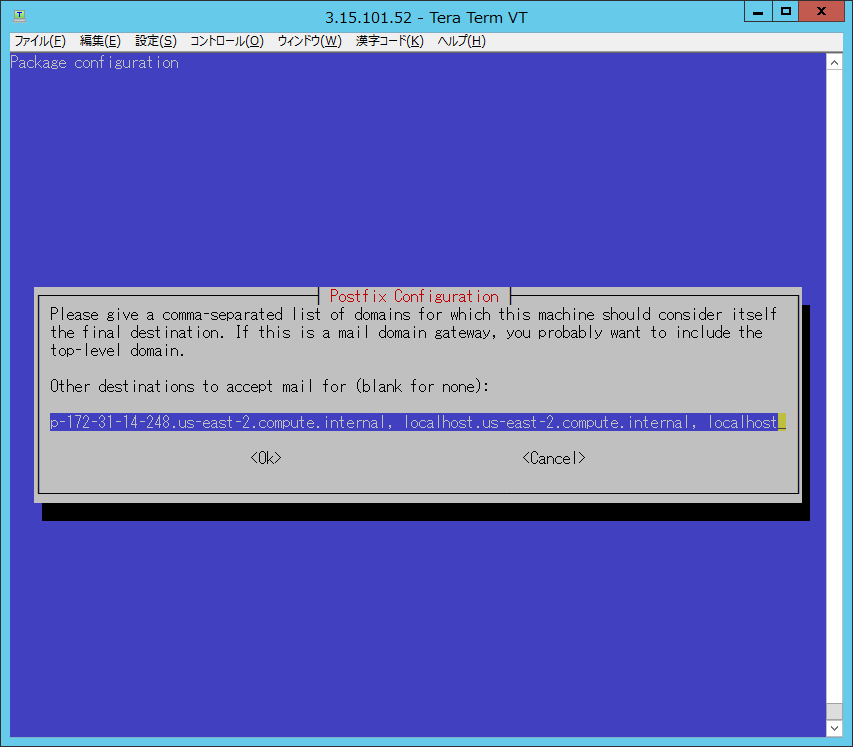 3.15.101.52 - Tera Term VT
ファイル(F) 編集(E) 設定(S) コントロール(O) ウィンドウ(W) 漢字コード(K) ヘルプ(H)
Package configuration
Postfix Configuration
Please give a comma-separated list of domains for which this machine should consider itself
the final destination. If this is a mail domain gateway, you probably want to include the
top-level domain.
Other destinations to accept mail for (blank for none):
p-172-31-14-248.us-east-2.compute.internal, localhost.us-east-2.compute.internal, localhost
<Ok> <Cancel>